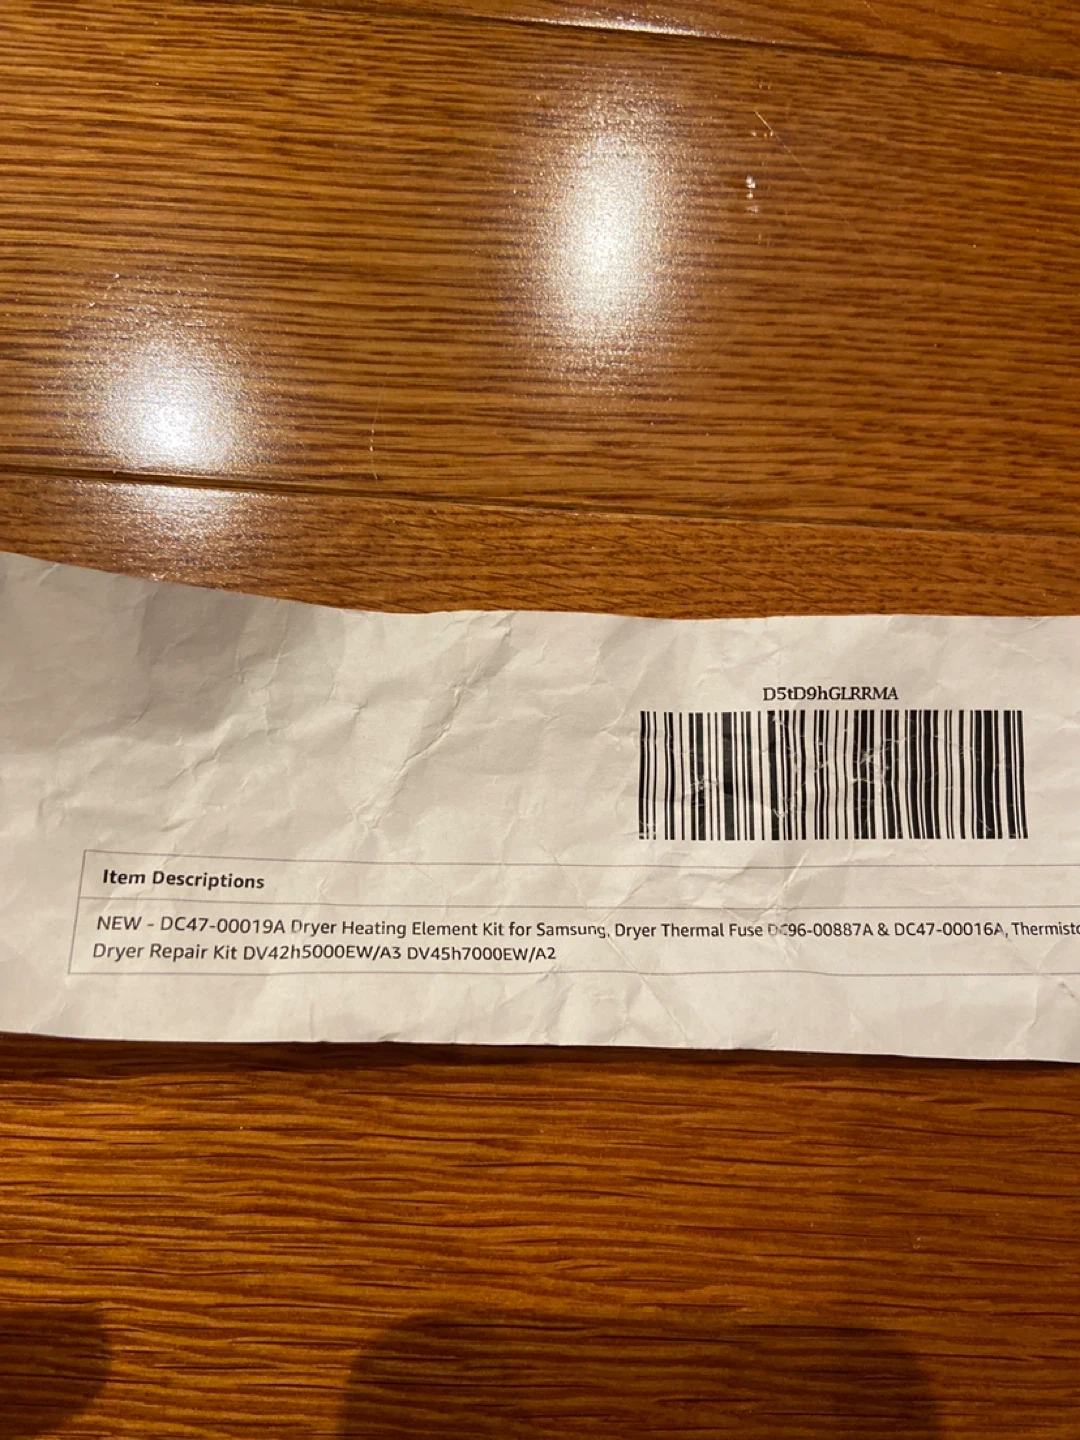 D5tD9hGLRRMA
Item Descriptions
NEW - DC47-00019A Dryer Heating Element Kit for Samsung, Dryer Thermal Fuse DC96-00887A & DC47-00016A,
Dryer Repair Kit DV42h5000EW/A3 DV45h7000EW/A2